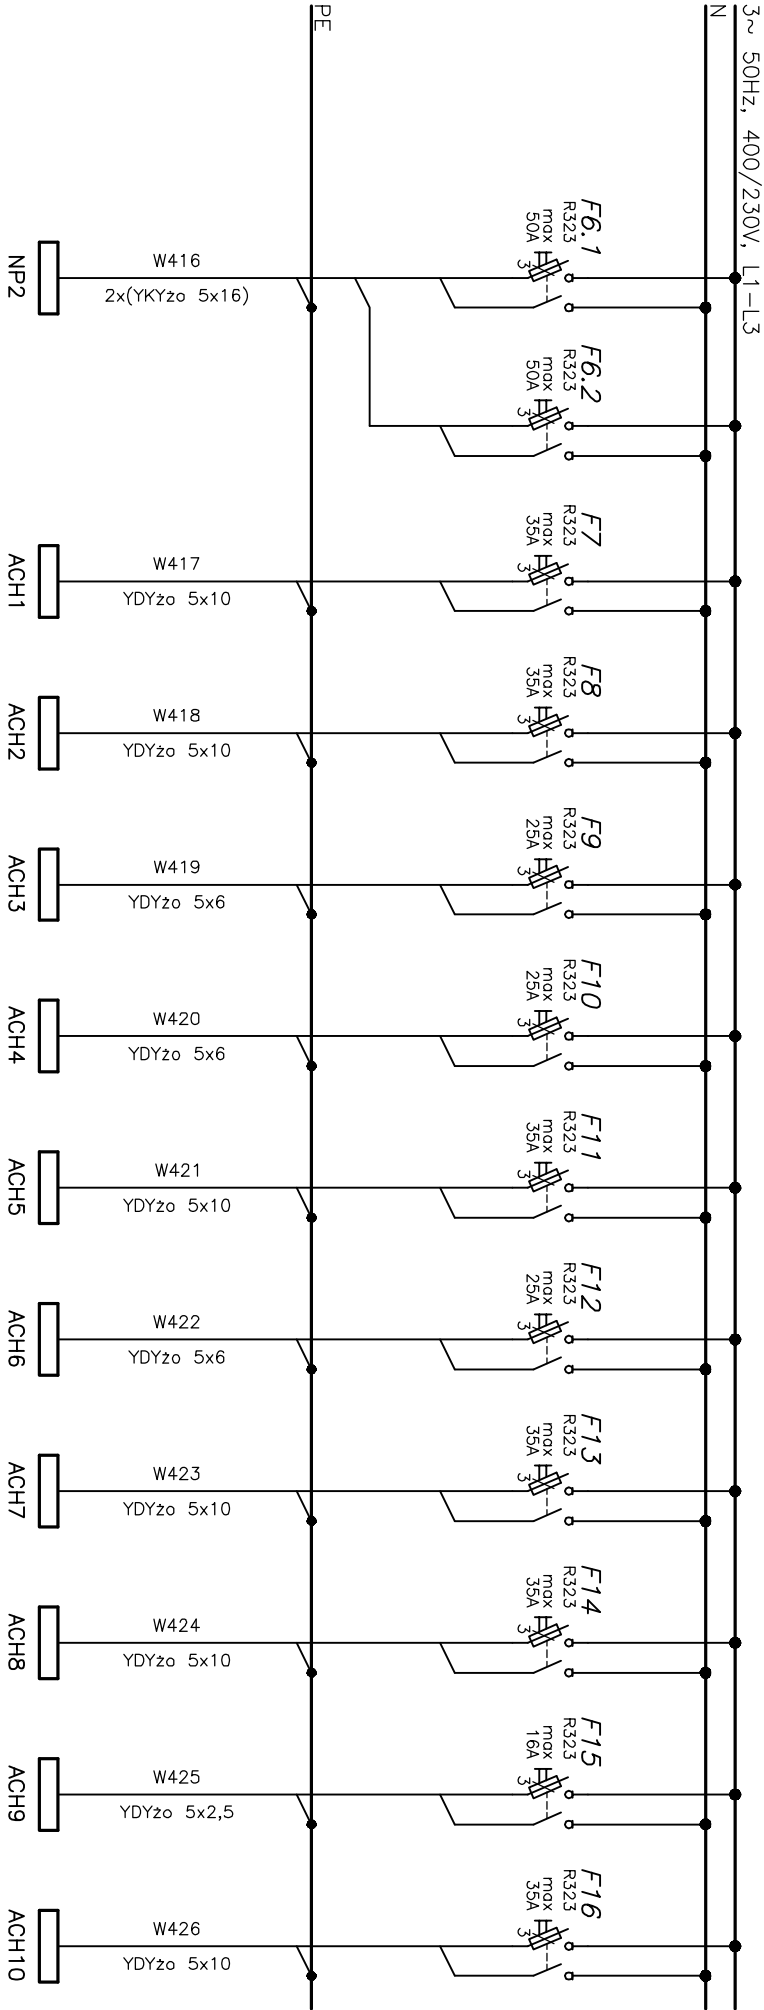 3~ 50Hz, 400/230V, L1-L3
N
PE
F6.1
R323
max
50A
3
W416
2x(YKYżo 5x16)
NP2
F6.2
R323
max
50A
3
F7
R323
max
35A
3
W417
YDYżo 5x10
ACH1
F8
R323
max
35A
3
W418
YDYżo 5x10
ACH2
F9
R323
max
25A
3
W419
YDYżo 5x6
ACH3
F10
R323
max
25A
3
W420
YDYżo 5x6
ACH4
F11
R323
max
35A
3
W421
YDYżo 5x10
ACH5
F12
R323
max
25A
3
W422
YDYżo 5x6
ACH6
F13
R323
max
35A
3
W423
YDYżo 5x10
ACH7
F14
R323
max
35A
3
W424
YDYżo 5x10
ACH8
F15
R323
max
16A
3
W425
YDYżo 5x2,5
ACH9
F16
R323
max
35A
3
W426
YDYżo 5x10
ACH10